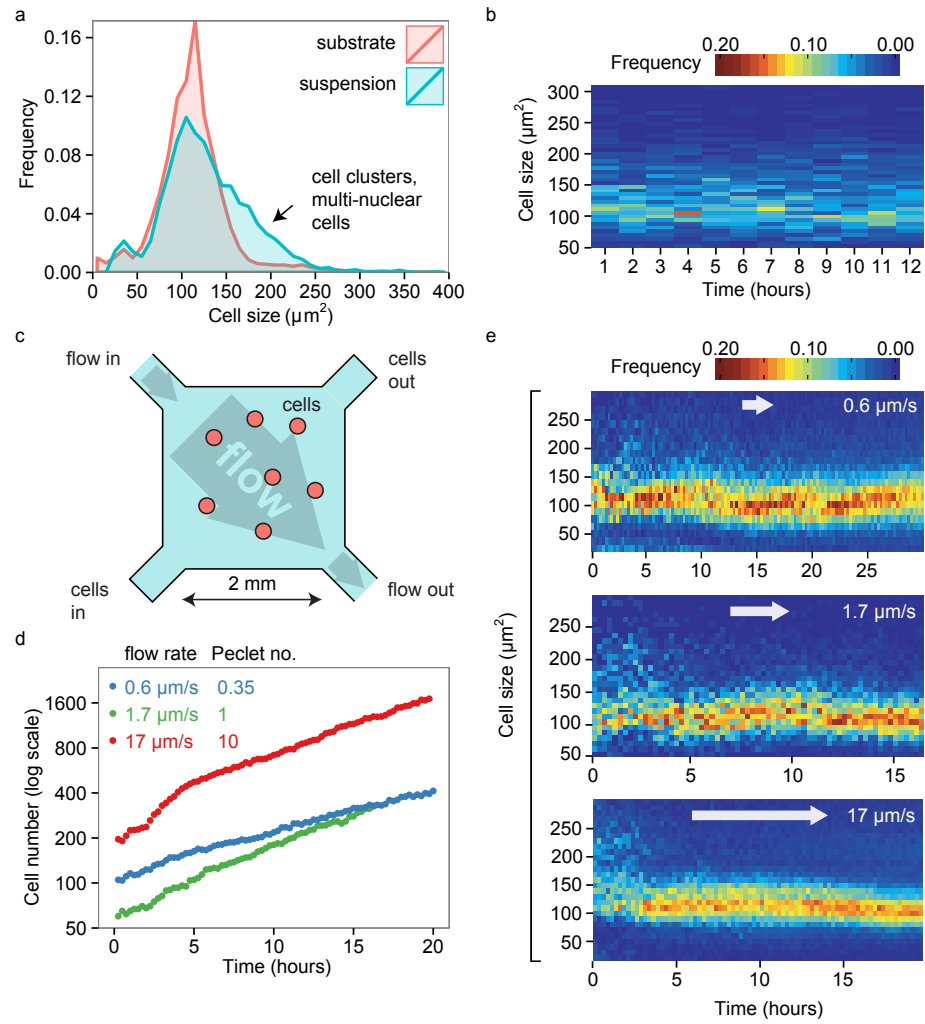 a
0.16
0.12
0.08
0.04
0.00
Frequency
substrate
suspension
cell clusters,
multi-nuclear
cells
0 50 100 150 200 250 300 350 400
Cell size (μm²)
b
0.20 0.10 0.00
Frequency
300
250
200
150
100
50
Cell size (μm²)
1 2 3 4 5 6 7 8 9 10 11 12
Time (hours)
c
flow in
cells
out
cells
flow
cells
in
2 mm
flow out
d
flow rate Peclet no.
0.6 μm/s 0.35
1.7 μm/s 1
17 μm/s 10
1600
800
400
200
100
50
Cell number (log scale)
0 5 10 15 20
Time (hours)
e
0.20 0.10 0.00
Frequency
Cell size (μm²)
0.6 μm/s
250
200
150
100
50
0 5 10 15 20 25
1.7 μm/s
250
200
150
100
50
0 5 10 15
17 μm/s
250
200
150
100
50
0 5 10 15
Time (hours)